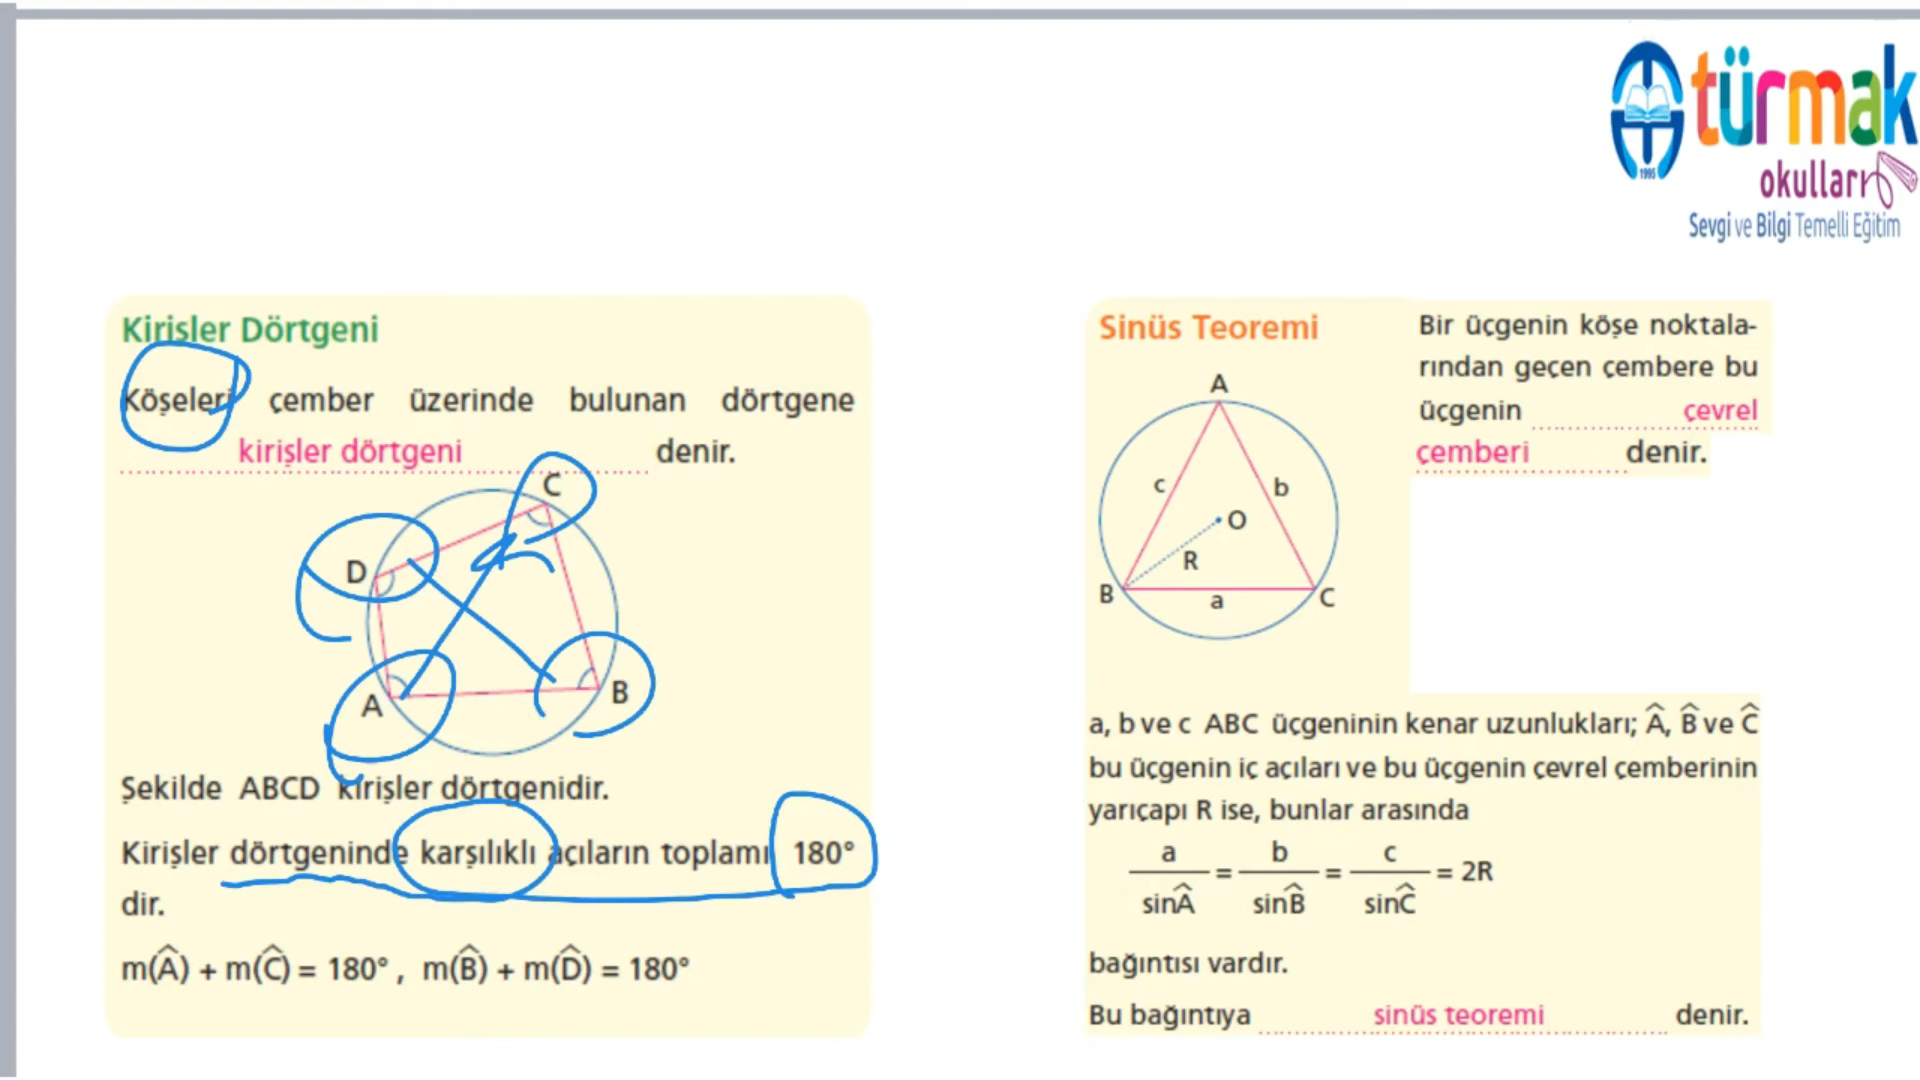 türmak
okulları
1995
Sevgi ve Bilgi Temelli Eğitim
Kirişler Dörtgeni
Köşeleri çember üzerinde bulunan dörtgene
kirişler dörtgeni denir.
C
D
A
B
Şekilde ABCD kirişler dörtgenidir.
Kirişler dörtgeninde karşılıklı açıların toplamı 180°
dir.
m(Â) + m(Ĉ) = 180° , m(B̂) + m(D̂) = 180°
Sinüs Teoremi
Bir üçgenin köşe noktala-
rından geçen çembere bu
üçgenin çevrel
çemberi denir.
A
c
b
O
R
B
a
C
a, b ve c ABC üçgeninin kenar uzunlukları; Â, B̂ ve Ĉ
bu üçgenin iç açıları ve bu üçgenin çevrel çemberinin
yarıçapı R ise, bunlar arasında
a/sinÂ = b/sinB̂ = c/sinĈ = 2R
bağıntısı vardır.
Bu bağıntıya sinüs teoremi denir.